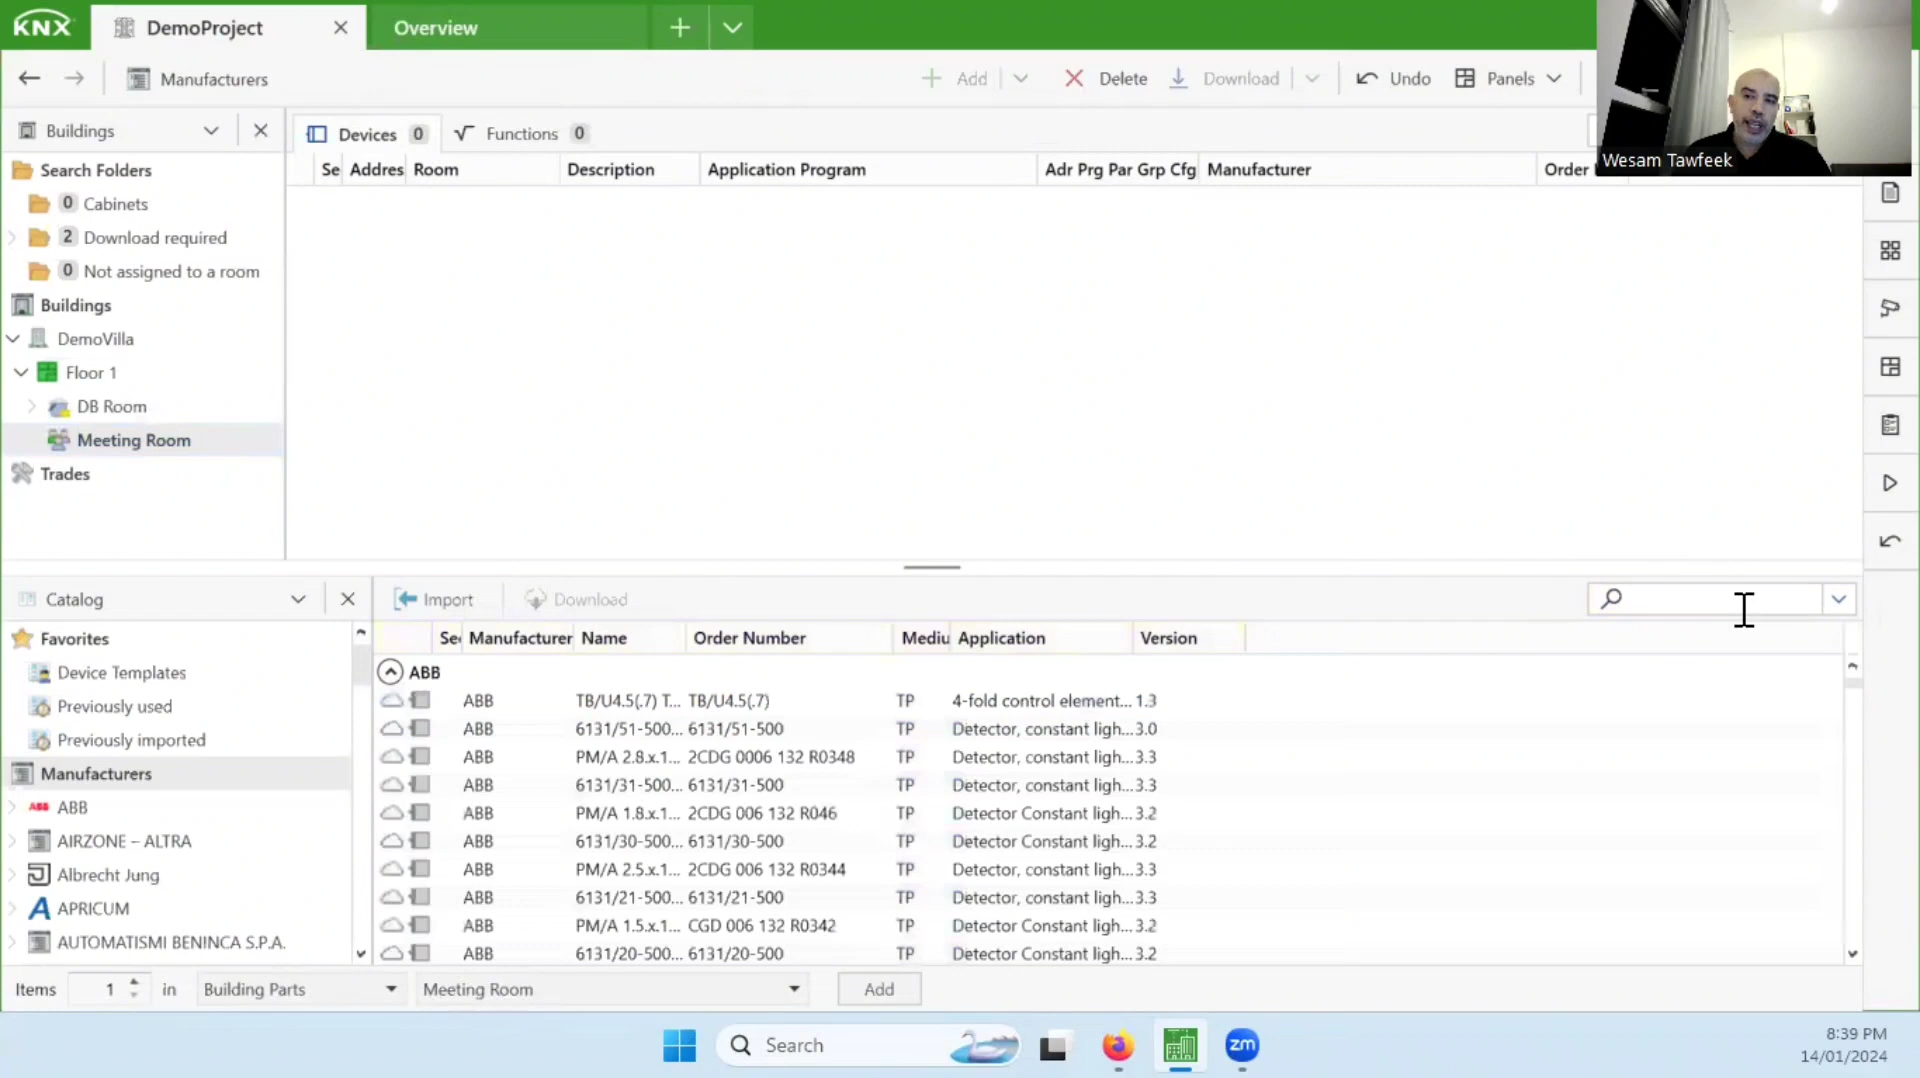 KNX DemoProject Overview
Manufacturers Add Delete Download Undo Panels
Wesam Tawfeek
Buildings
Devices 0 Functions 0
Se Addres Room Description Application Program Adr Prg Par Grp Cfg Manufacturer Order
Search Folders
0 Cabinets
2 Download required
0 Not assigned to a room
Buildings
DemoVilla
Floor 1
DB Room
Meeting Room
Trades
Catalog
Import Download
Favorites
Device Templates
Previously used
Previously imported
Manufacturers
ABB ABB
AIRZONE – ALTRA
Albrecht Jung
APRICUM
AUTOMATISMI BENINCA S.P.A.
Se Manufacturer Name Order Number Mediu Application Version
ABB
ABB TB/U4.5(.7) T... TB/U4.5(.7) TP 4-fold control element... 1.3
ABB 6131/51-500... 6131/51-500 TP Detector, constant ligh... 3.0
ABB PM/A 2.8.x.1... 2CDG 0006 132 R0348 TP Detector, constant ligh... 3.3
ABB 6131/31-500... 6131/31-500 TP Detector, constant ligh... 3.3
ABB PM/A 1.8.x.1... 2CDG 006 132 R046 TP Detector Constant ligh... 3.2
ABB 6131/30-500... 6131/30-500 TP Detector Constant ligh... 3.2
ABB PM/A 2.5.x.1... 2CDG 006 132 R0344 TP Detector, constant ligh... 3.3
ABB 6131/21-500... 6131/21-500 TP Detector, constant ligh... 3.3
ABB PM/A 1.5.x.1... CGD 006 132 R0342 TP Detector Constant ligh... 3.2
ABB 6131/20-500... 6131/20-500 TP Detector Constant ligh... 3.2
Items 1 in Building Parts Meeting Room Add
Search
zm
8:39 PM
14/01/2024